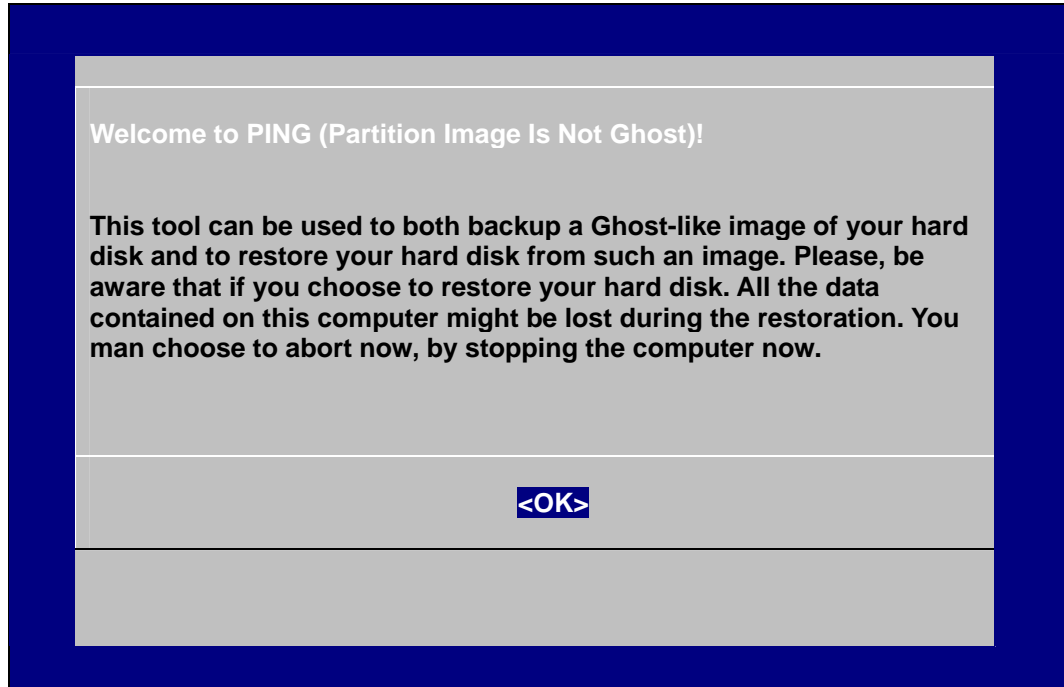 Welcome to PING (Partition Image Is Not Ghost)!
This tool can be used to both backup a Ghost-like image of your hard
disk and to restore your hard disk from such an image. Please, be
aware that if you choose to restore your hard disk. All the data
contained on this computer might be lost during the restoration. You
man choose to abort now, by stopping the computer now.
<OK>